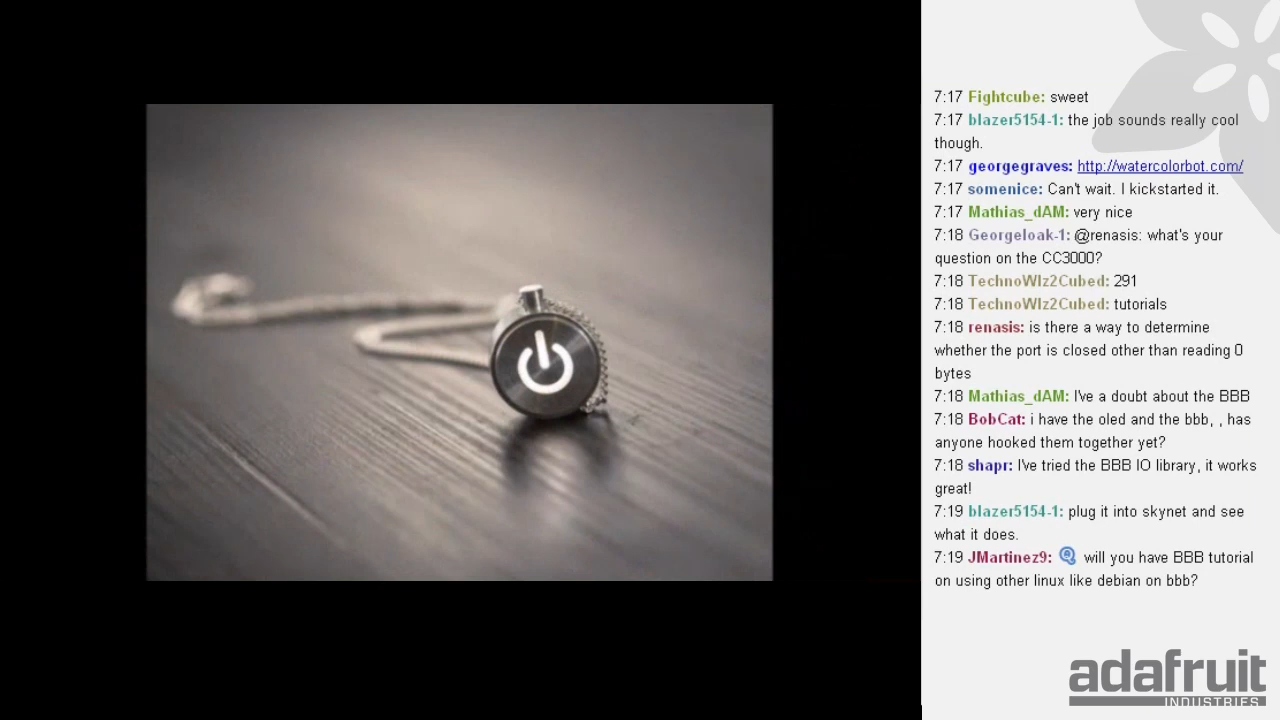 7:17 Fightcube: sweet
7:17 blazer5154-1: the job sounds really cool
though.
7:17 georgegraves: http://watercolorbot.com/
7:17 somenice: Can't wait. I kickstarted it.
7:17 Mathias_dAM: very nice
7:18 Georgeloak-1: @renasis: what's your
question on the CC3000?
7:18 TechnoWIz2Cubed: 291
7:18 TechnoWIz2Cubed: tutorials
7:18 renasis: is there a way to determine
whether the port is closed other than reading 0
bytes
7:18 Mathias_dAM: I've a doubt about the BBB
7:18 BobCat: i have the oled and the bbb, , has
anyone hooked them together yet?
7:18 shapr: I've tried the BBB IO library, it works
great!
7:19 blazer5154-1: plug it into skynet and see
what it does.
7:19 JMartinez9: will you have BBB tutorial
on using other linux like debian on bbb?
adafruit
INDUSTRIES